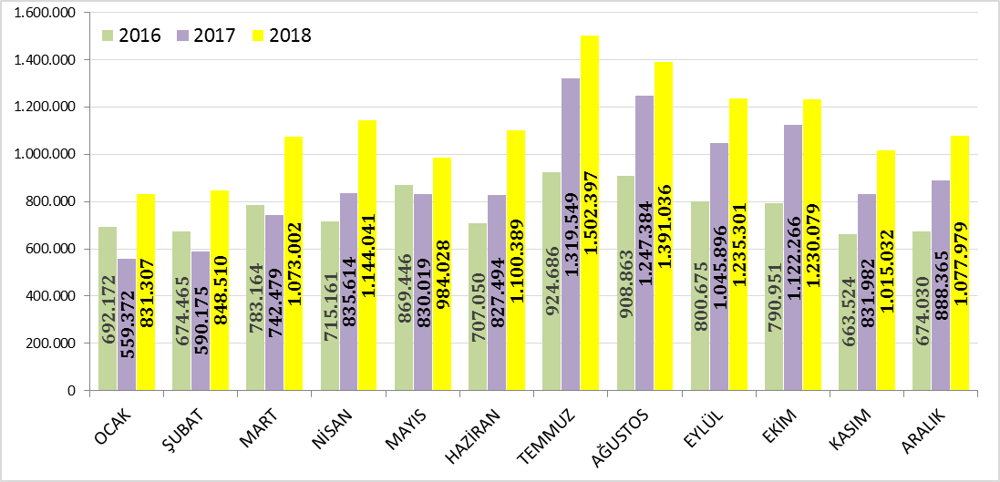 1.600.000
1.400.000
1.200.000
1.000.000
800.000
600.000
400.000
200.000
0
2016 2017 2018
692.172 559.372 831.307
674.465 590.175 848.510
783.164 742.479 1.073.002
715.161 835.614 1.144.041
869.446 830.019 984.028
707.050 827.494 1.100.389
924.686 1.319.549 1.502.397
908.863 1.247.384 1.391.036
800.675 1.045.896 1.235.301
790.951 1.122.266 1.230.079
663.524 831.982 1.015.032
674.030 888.365 1.077.979
OCAK
ŞUBAT
MART
NİSAN
MAYIS
HAZİRAN
TEMMUZ
AĞUSTOS
EYLÜL
EKİM
KASIM
ARALIK